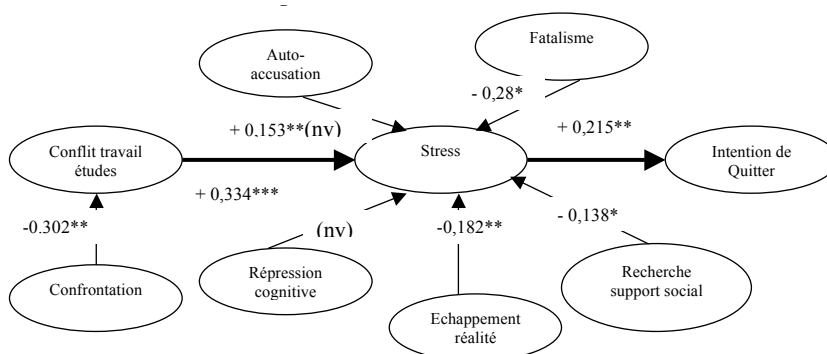 Fatalisme
Auto-
accusation
- 0,28*
+ 0,153**(nv)
+ 0,215**
Conflit travail
études
Stress
Intention de
Quitter
+ 0,334***
-0.302**
(nv)
-0,182**
- 0,138*
Confrontation
Répression
cognitive
Recherche
support social
Echappement
réalité